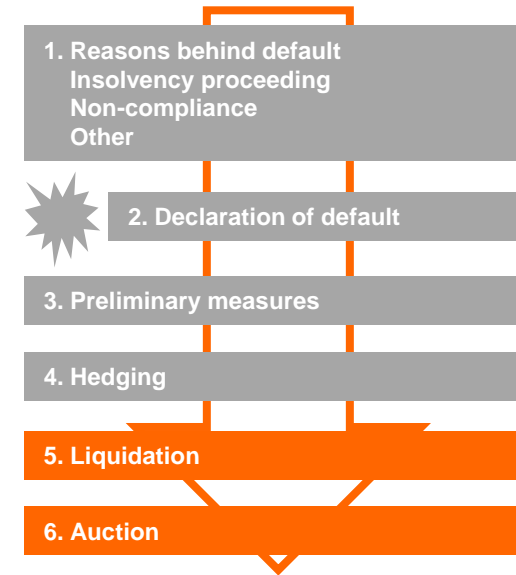 1. Reasons behind default
Insolvency proceeding
Non-compliance
Other
2. Declaration of default
3. Preliminary measures
4. Hedging
5. Liquidation
6. Auction